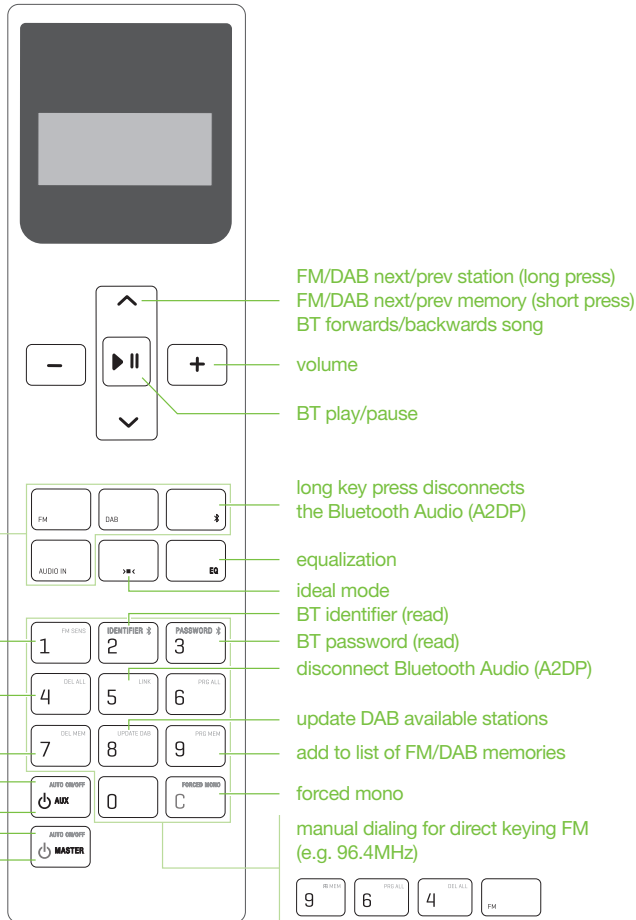 FM/DAB next/prev station (long press)
FM/DAB next/prev memory (short press)
BT forwards/backwards song
volume
BT play/pause
long key press disconnects
the Bluetooth Audio (A2DP)
FM
DAB
AUDIO IN
EQ
equalization
ideal mode
BT identifier (read)
FM SENS
1
IDENTIFIER
2
PASSWORD
3
BT password (read)
disconnect Bluetooth Audio (A2DP)
DEL ALL
4
LINK
5
PRG ALL
6
update DAB available stations
DEL MEM
7
UPDATE DAB
8
PRG MEM
9
add to list of FM/DAB memories
AUTO ON/OFF
AUX
0
FORCED MONO
C
forced mono
AUTO ON/OFF
MASTER
manual dialing for direct keying FM
(e.g. 96.4MHz)
PR MEM
9
PRG ALL
6
DEL ALL
4
FM